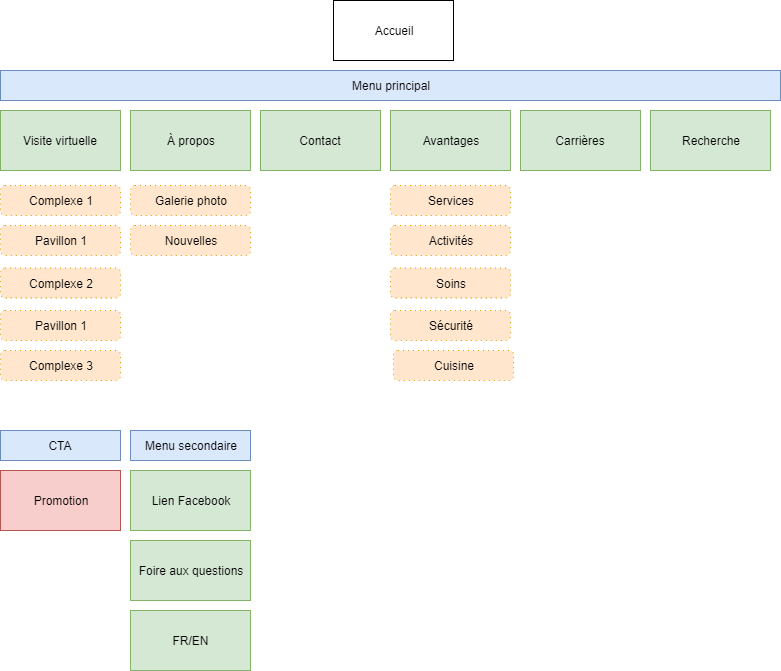 Accueil
Menu principal
Visite virtuelle
À propos
Contact
Avantages
Carrières
Recherche
Complexe 1
Galerie photo
Services
Pavillon 1
Nouvelles
Activités
Complexe 2
Soins
Pavillon 1
Sécurité
Complexe 3
Cuisine
CTA
Menu secondaire
Promotion
Lien Facebook
Foire aux questions
FR/EN